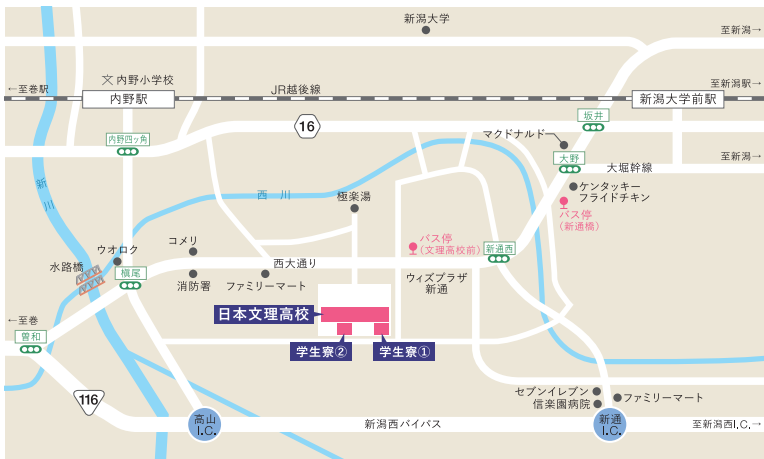 新潟大学
至新潟→
←至巻駅
内野小学校
JR越後線
至新潟駅→
内野駅
新潟大学前駅
坂井
16
マクドナルド
内野四ッ角
大野
大堀幹線
至新潟→
新川
西川
極楽湯
ケンタッキー
フライドチキン
バス停
(新通橋)
コメリ
バス停
(文理高校前)
新通西
ウオロク
水路橋
槇尾
西大通り
消防署
ファミリーマート
ウィズプラザ
新通
日本文理高校
←至巻
曽和
学生寮②
学生寮①
116
セブンイレブン
信楽園病院
ファミリーマート
高山
I.C.
新潟西バイパス
新通
I.C.
至新潟西I.C.→